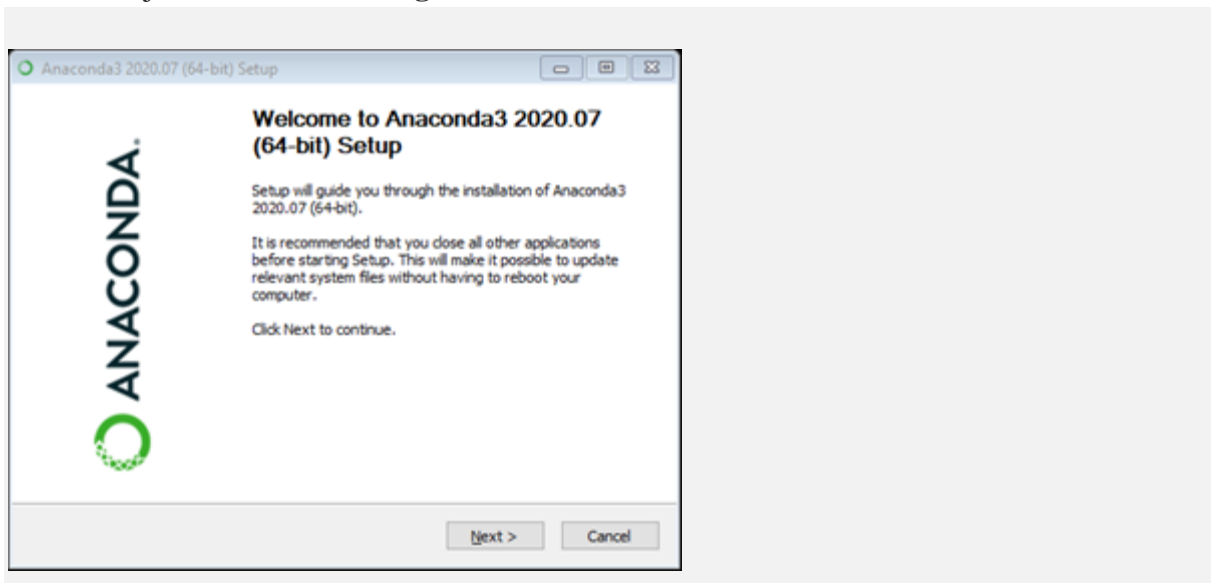 Anaconda3 2020.07 (64-bit) Setup
Welcome to Anaconda3 2020.07
(64-bit) Setup
ANACONDA.
Setup will guide you through the installation of Anaconda3
2020.07 (64-bit).
It is recommended that you close all other applications
before starting Setup. This will make it possible to update
relevant system files without having to reboot your
computer.
Click Next to continue.
Next >
Cancel